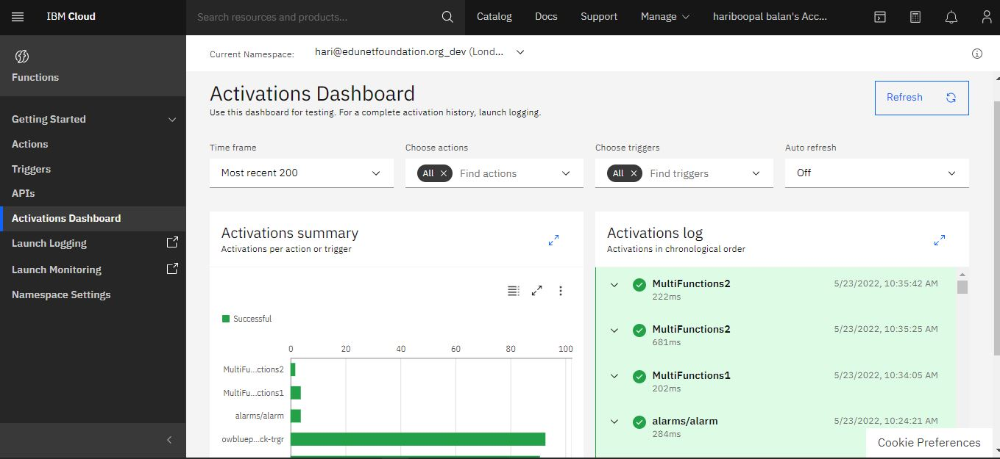 IBM Cloud
Search resources and products...
Catalog
Docs
Support
Manage
hariboopal balan's Acc...
Functions
Getting Started
Actions
Triggers
APIs
Activations Dashboard
Launch Logging
Launch Monitoring
Namespace Settings
Current Namespace:
hari@edunetfoundation.org_dev (Lond...
Activations Dashboard
Use this dashboard for testing. For a complete activation history, launch logging.
Refresh
Time frame
Most recent 200
Choose actions
All
Find actions
Choose triggers
All
Find triggers
Auto refresh
Off
Activations summary
Activations per action or trigger
Successful
0 20 40 60 80 100
MultiFu...ctions2
MultiFu...ctions1
alarms/alarm
owbluep...ck-trgr
Activations log
Activations in chronological order
MultiFunctions2 5/23/2022, 10:35:42 AM
222ms
MultiFunctions2 5/23/2022, 10:35:25 AM
681ms
MultiFunctions1 5/23/2022, 10:34:05 AM
202ms
alarms/alarm 5/23/2022, 10:24:21 AM
284ms
Cookie Preferences